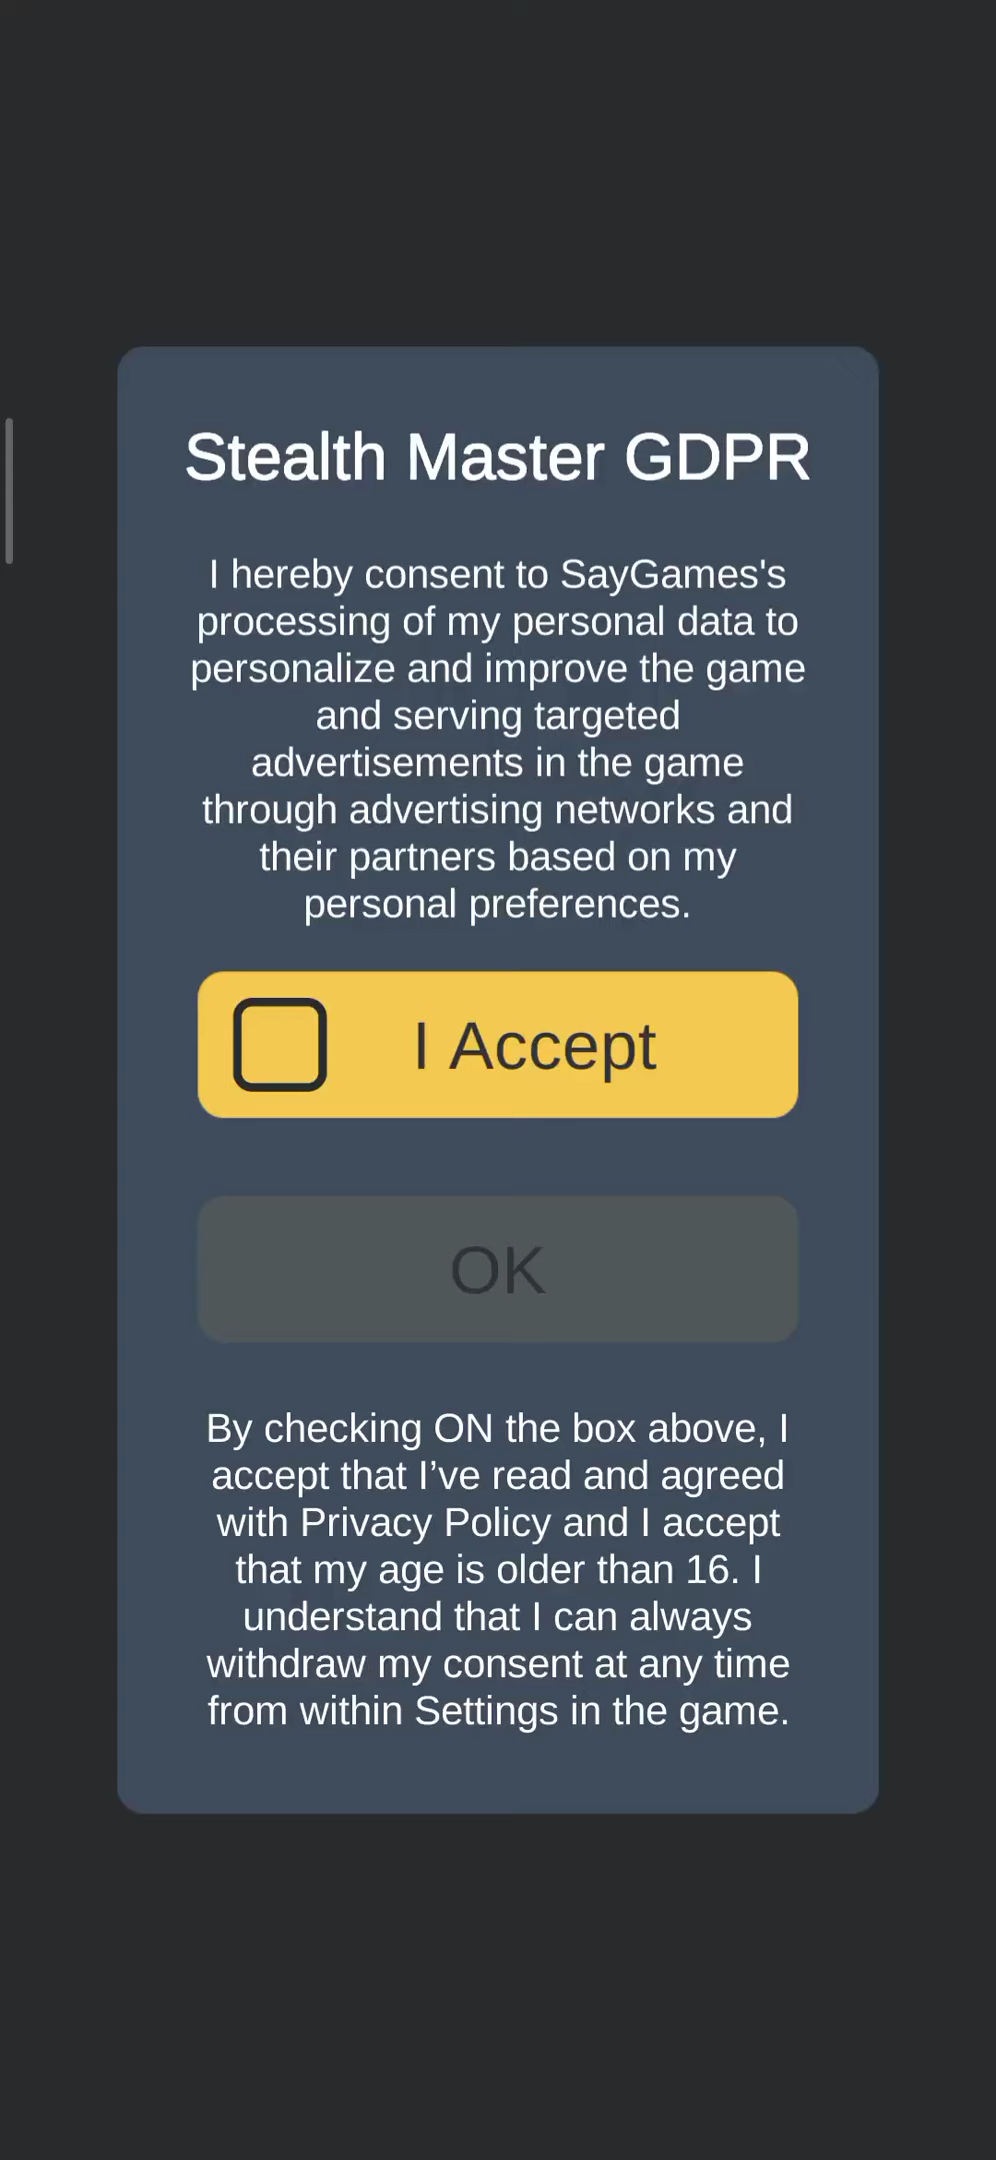 Stealth Master GDPR
I hereby consent to SayGames's
processing of my personal data to
personalize and improve the game
and serving targeted
advertisements in the game
through advertising networks and
their partners based on my
personal preferences.
I Accept
OK
By checking ON the box above, I
accept that I’ve read and agreed
with Privacy Policy and I accept
that my age is older than 16. I
understand that I can always
withdraw my consent at any time
from within Settings in the game.